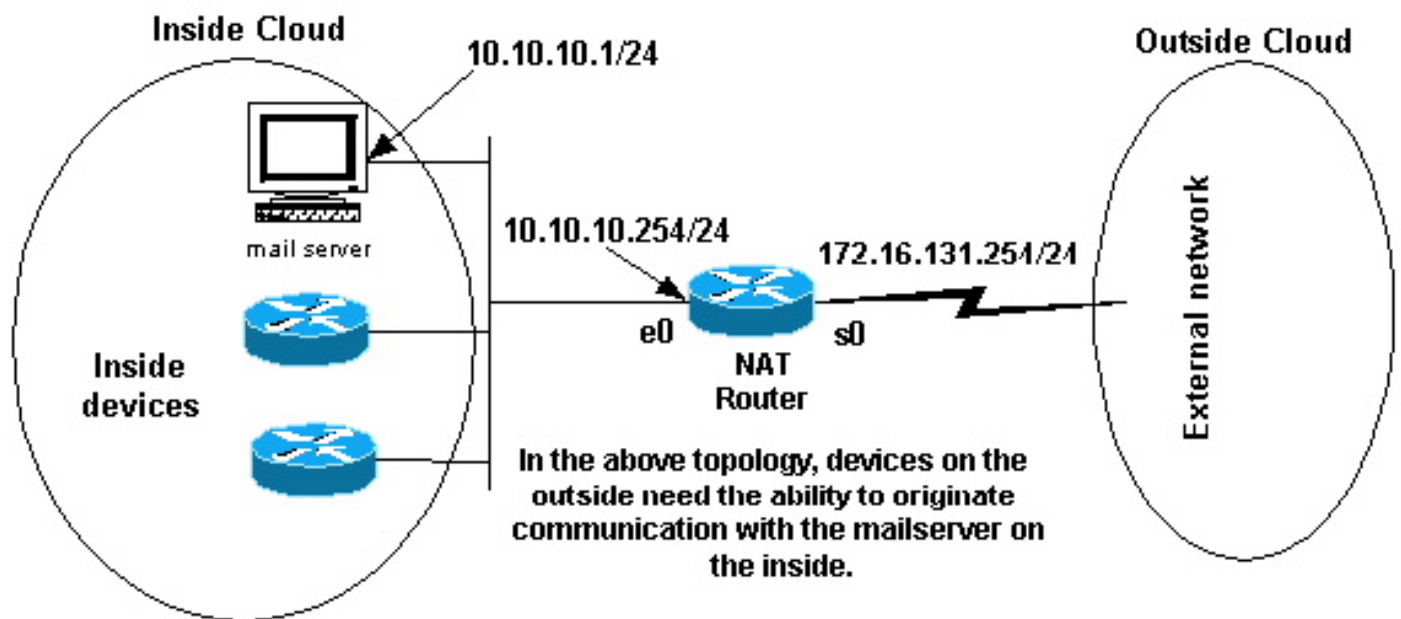 Inside Cloud
10.10.10.1/24
Outside Cloud
mail server
10.10.10.254/24
172.16.131.254/24
e0
s0
NAT
Router
Inside
devices
External network
In the above topology, devices on the
outside need the ability to originate
communication with the mailserver on
the inside.